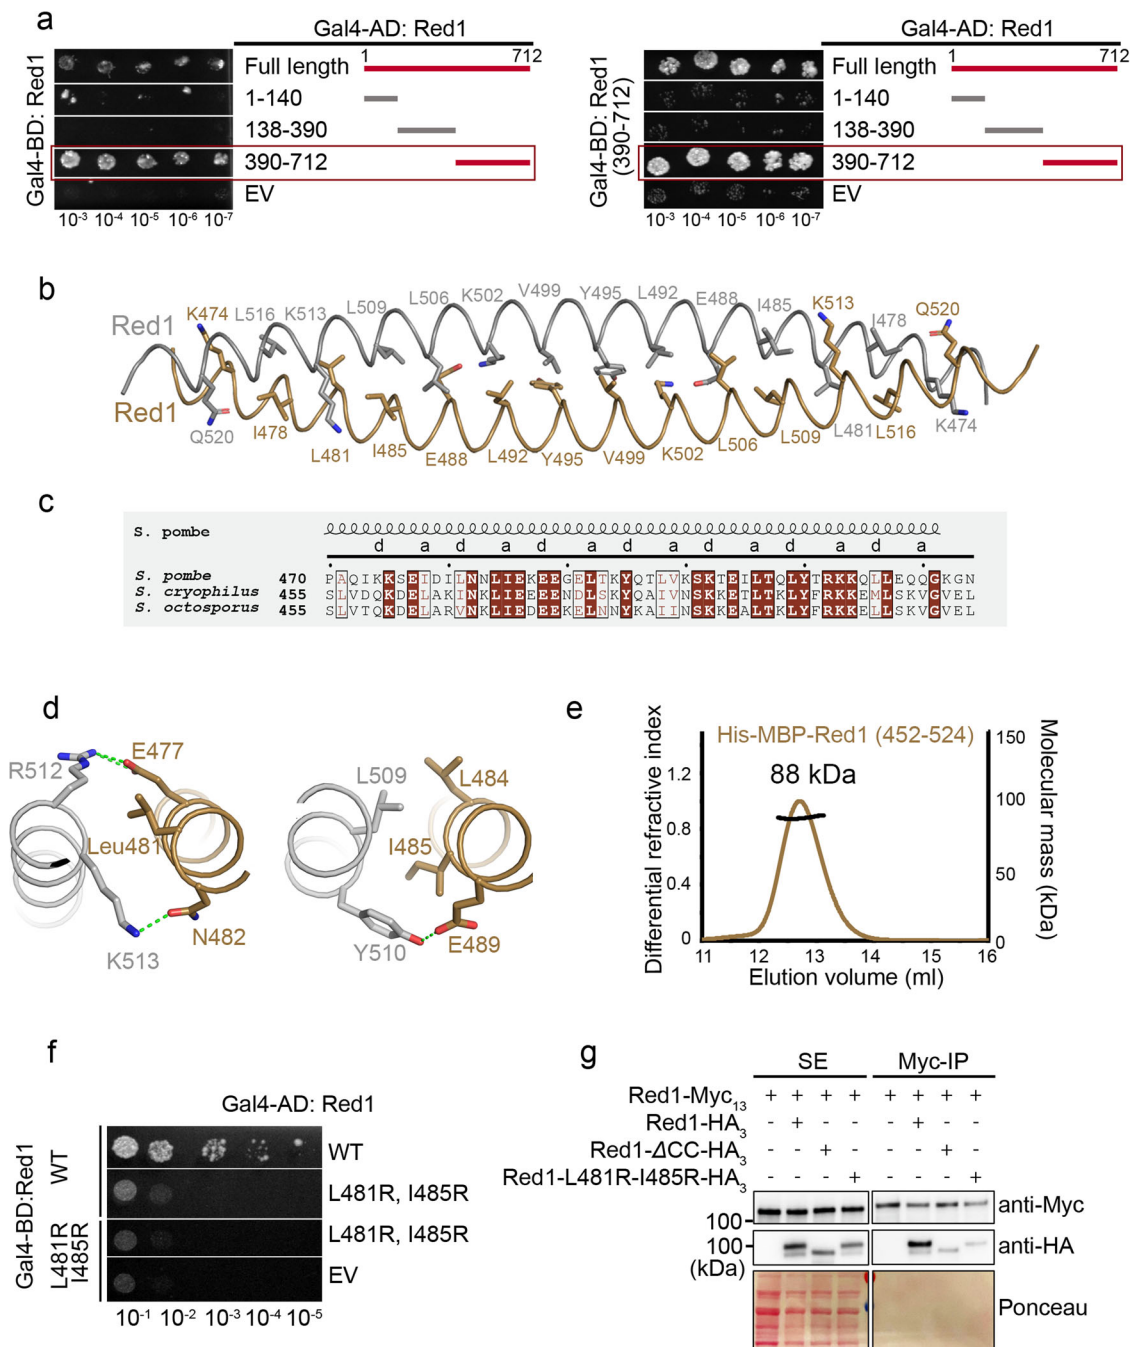 a
Gal4-AD: Red1
1 712
Gal4-BD: Red1
Full length
1-140
138-390
390-712
EV
10-3 10-4 10-5 10-6 10-7
Gal4-AD: Red1
1 712
Gal4-BD: Red1
(390-712)
Full length
1-140
138-390
390-712
EV
10-3 10-4 10-5 10-6 10-7
b
Red1 K474 L516 K513 L509 L506 K502 V499 Y495 L492 E488 I485 K513 I478 Q520
Red1 Q520 I478 L481 I485 E488 L492 Y495 V499 K502 L506 L509 L481 L516 K474
c
S. pombe
d a d a d a d a d a d a
S. pombe 470 PAQIKKSEIDILNNLIEKEEGELTKYQTLVKSKTEILTQLYTRKKQLLEQQGKGN
S. cryophilus 455 SLVDQKDELAKINKLIEEEENDLSKYQAIVNSKKEALTKLYFRKKEMLSKVGVEL
S. octosporus 455 SLVTQKDELARVNKLIEDEEKELNNYKAIINSKKETLTKLYFRKKELLSKVGVEL
d
R512 E477
Leu481
K513 N482
L509 L484
I485
Y510 E489
e
His-MBP-Red1 (452-524)
88 kDa
Differential refractive index
1.2
0.8
0.4
0
Molecular mass (kDa)
150
100
50
0
11 12 13 14 15 16
Elution volume (ml)
f
Gal4-AD: Red1
Gal4-BD:Red1
WT
L481R
I485R
WT
L481R, I485R
L481R, I485R
EV
10-1 10-2 10-3 10-4 10-5
g
SE Myc-IP
Red1-Myc13 + + + + + + + +
Red1-HA3 - + - - - + - -
Red1-ΔCC-HA3 - - + - - - + -
Red1-L481R-I485R-HA3 - - - + - - - +
100 anti-Myc
100 anti-HA
(kDa)
Ponceau